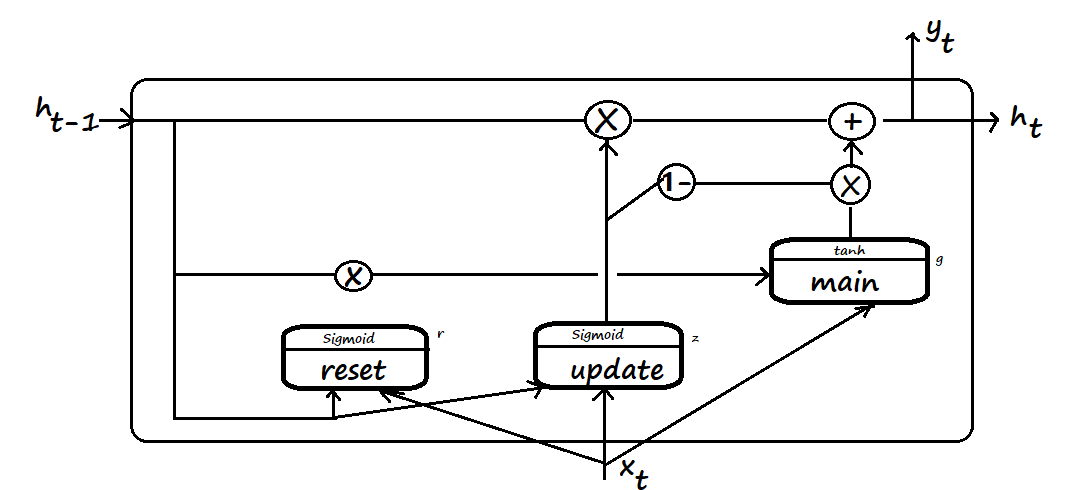 y_t
h_{t-1}
X
+
h_t
1-
X
tanh
main
g
X
Sigmoid
reset
r
Sigmoid
update
z
x_t